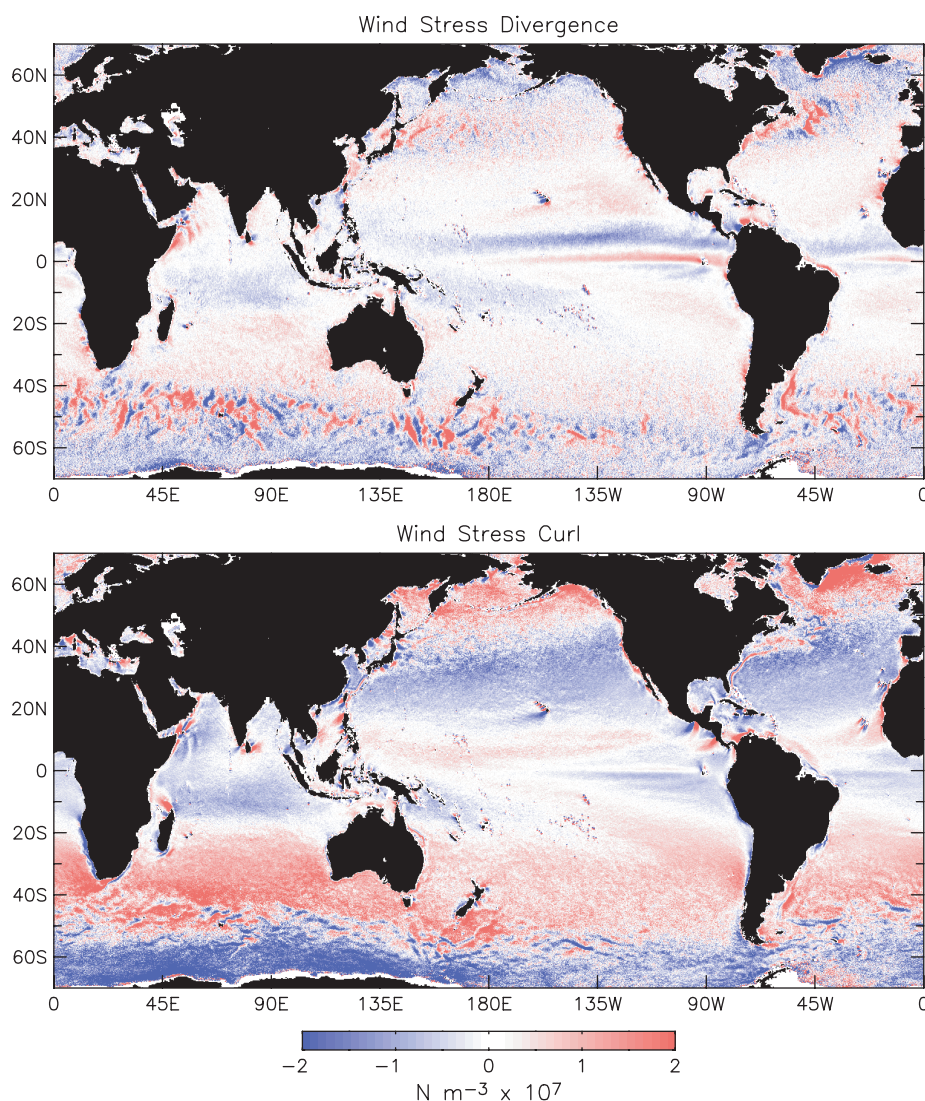 Wind Stress Divergence
60N
40N
20N
0
20S
40S
60S
0 45E 90E 135E 180E 135W 90W 45W 0
Wind Stress Curl
60N
40N
20N
0
20S
40S
60S
0 45E 90E 135E 180E 135W 90W 45W 0
−2 −1 0 1 2
N m⁻³ x 10⁷